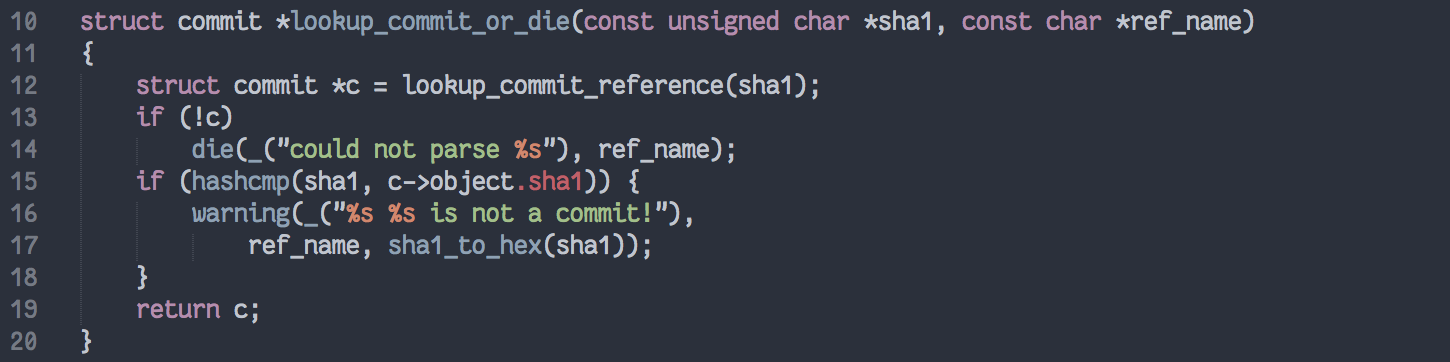 10 struct commit *lookup_commit_or_die(const unsigned char *sha1, const char *ref_name)
11 {
12     struct commit *c = lookup_commit_reference(sha1);
13     if (!c)
14         die(_("could not parse %s"), ref_name);
15     if (hashcmp(sha1, c->object.sha1)) {
16         warning(_("%s %s is not a commit!"),
17             ref_name, sha1_to_hex(sha1));
18     }
19     return c;
20 }